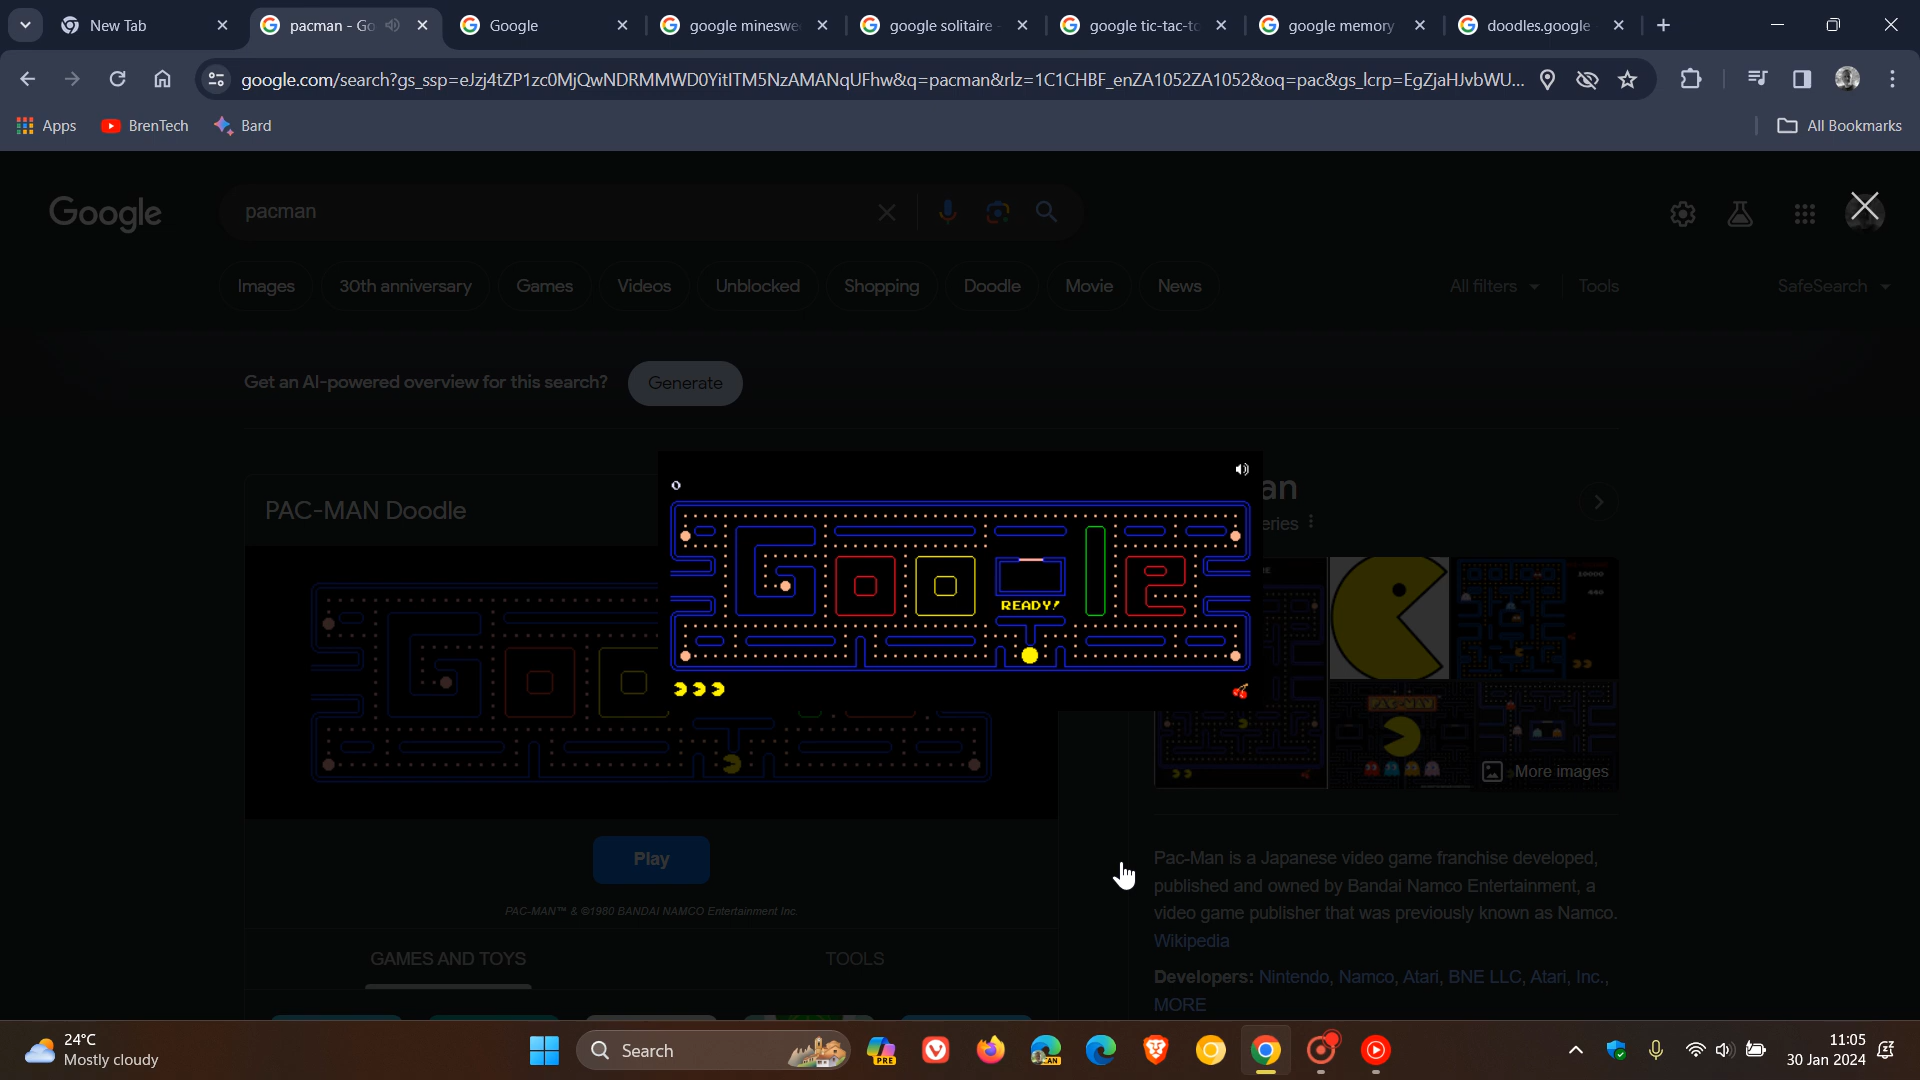 New Tab
pacman - Go
Google
google mineswe
google solitaire -
google tic-tac-to
google memory
doodles.google
google.com/search?gs_ssp=eJzj4tZP1zc0MjQwNDRMMWD0YitITM5NzAMANqUFhw&q=pacman&rlz=1C1CHBF_enZA1052ZA1052&oq=pac&gs_lcrp=EgZjaHJvbWU...
Apps
BrenTech
Bard
All Bookmarks
Google
pacman
Images
30th anniversary
Games
Videos
Unblocked
Shopping
Doodle
Movie
News
All filters
Tools
SafeSearch
Get an AI-powered overview for this search?
Generate
PAC-MAN Doodle
0
READY!
an
eries
More images
Play
PAC-MAN™ & ©1980 BANDAI NAMCO Entertainment Inc.
GAMES AND TOYS
TOOLS
Pac-Man is a Japanese video game franchise developed,
published and owned by Bandai Namco Entertainment, a
video game publisher that was previously known as Namco.
Wikipedia
Developers: Nintendo, Namco, Atari, BNE LLC, Atari, Inc.,
MORE
24°C
Mostly cloudy
Search
PRE
CAN
11:05
30 Jan 2024